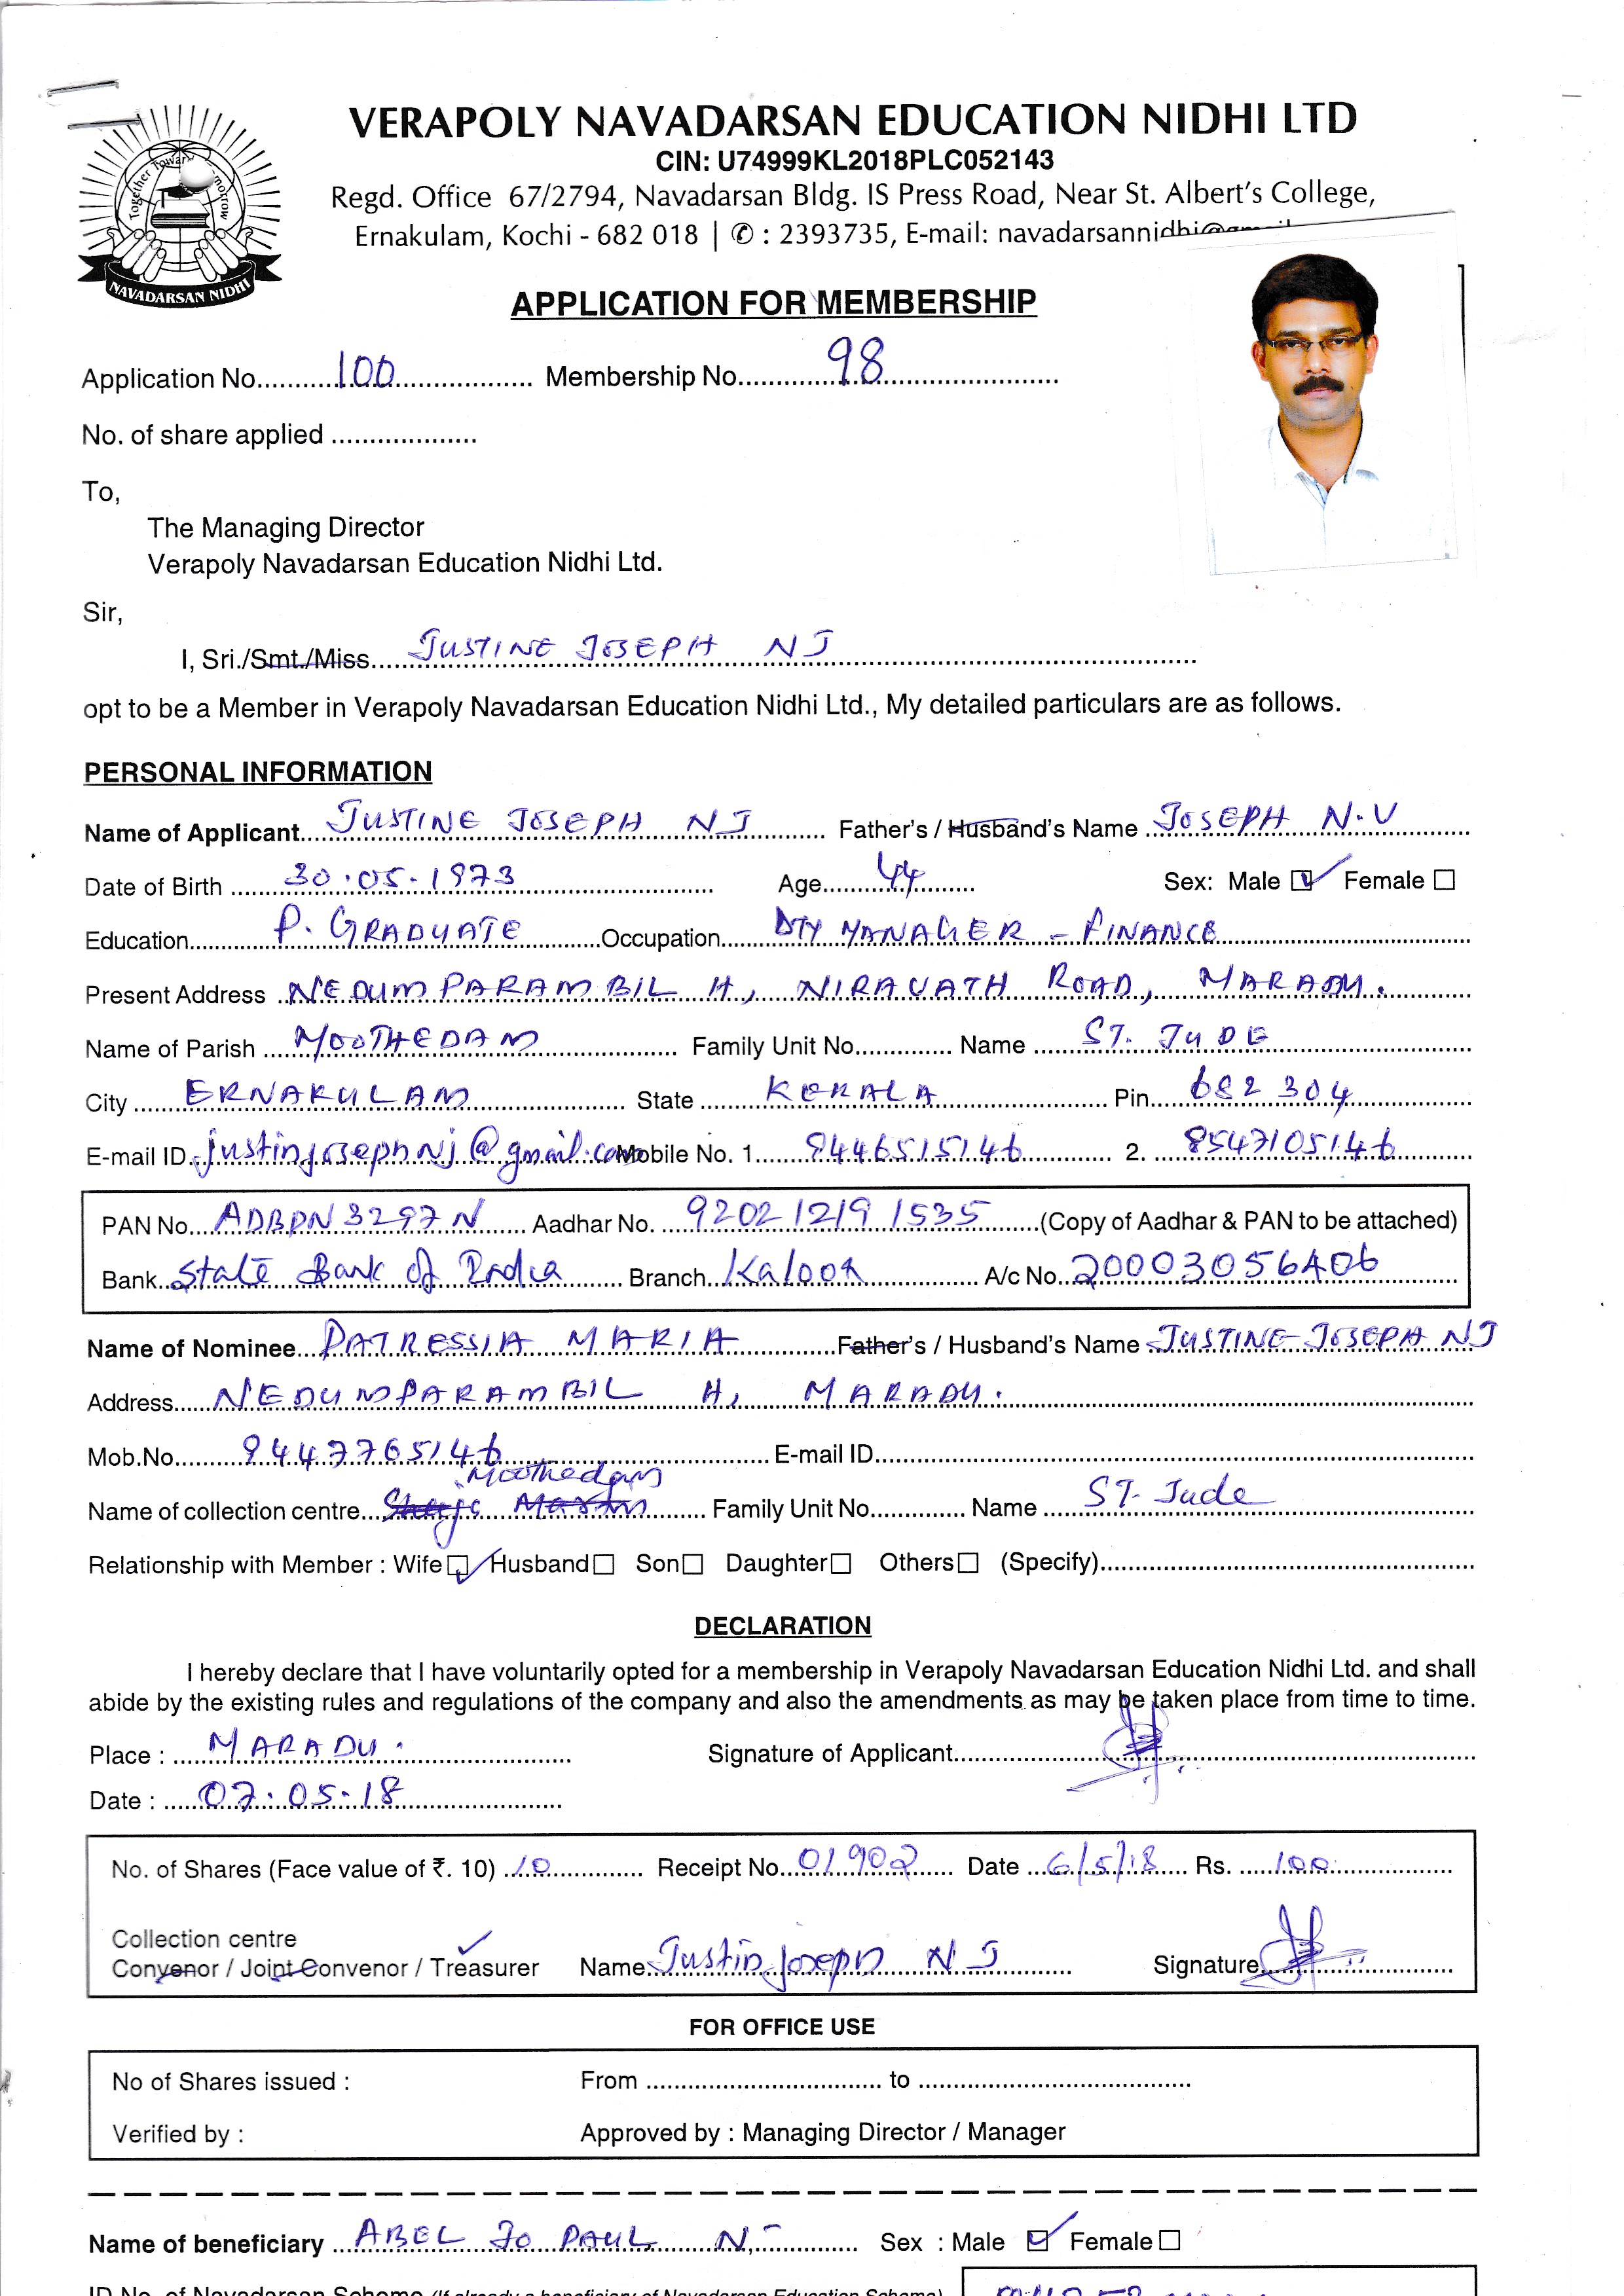 VERAPOLY NAVADARSAN EDUCATION NIDHI LTD
CIN: U74999KL2018PLC052143
Regd. Office 67/2794, Navadarsan Bldg. IS Press Road, Near St. Albert's College,
Ernakulam, Kochi - 682 018 | ✆ : 2393735, E-mail: navadarsannidhi@gmail
Together Towar morrow
NAVADARSAN NIDHI
APPLICATION FOR MEMBERSHIP
Application No. 100 Membership No. 98
No. of share applied
To,
The Managing Director
Verapoly Navadarsan Education Nidhi Ltd.
Sir,
I, Sri./Smt./Miss JUSTINE JOSEPH NJ
opt to be a Member in Verapoly Navadarsan Education Nidhi Ltd., My detailed particulars are as follows.
PERSONAL INFORMATION
Name of Applicant JUSTINE JOSEPH NJ Father's / Husband's Name JOSEPH N.V
Date of Birth 30.05.1973 Age 44 Sex: Male ☑ Female ☐
Education P. GRADUATE Occupation DTY MANAGER - FINANCE
Present Address NEDUMPARAMBIL H, NIRAVATH ROAD, MARADU.
Name of Parish MOOTHEDAM Family Unit No. Name ST. JUDE
City ERNAKULAM State KERALA Pin 682 304
E-mail ID justinjosephnj@gmail.com Mobile No. 1. 9446515146 2. 8547105146
PAN No. ADBPN3297N Aadhar No. 9202 1219 1535 (Copy of Aadhar & PAN to be attached)
Bank State Bank of India Branch Kaloor A/c No. 20003056406
Name of Nominee PATRESSIA MARIA Father's / Husband's Name JUSTINE JOSEPH NJ
Address NEDUMPARAMBIL H, MARADU.
Mob.No. 9447765146 E-mail ID
Moothedam
Name of collection centre Family Unit No. Name ST. Jude
Relationship with Member : Wife ☑ Husband ☐ Son ☐ Daughter ☐ Others ☐ (Specify)
DECLARATION
I hereby declare that I have voluntarily opted for a membership in Verapoly Navadarsan Education Nidhi Ltd. and shall
abide by the existing rules and regulations of the company and also the amendments as may be taken place from time to time.
Place : MARADU. Signature of Applicant
Date : 07.05.18
No. of Shares (Face value of ₹. 10) 10 Receipt No. 01902 Date 6/5/18 Rs. 100
Collection centre
Convenor / Joint Convenor / Treasurer ✓ Name Justin Joseph NJ Signature
FOR OFFICE USE
No of Shares issued : From to
Verified by : Approved by : Managing Director / Manager
Name of beneficiary ABEL JO PAUL N, Sex : Male ☑ Female ☐
ID No. of Navadarsan Scheme (If already a beneficiary of Navadarsan Education Scheme)